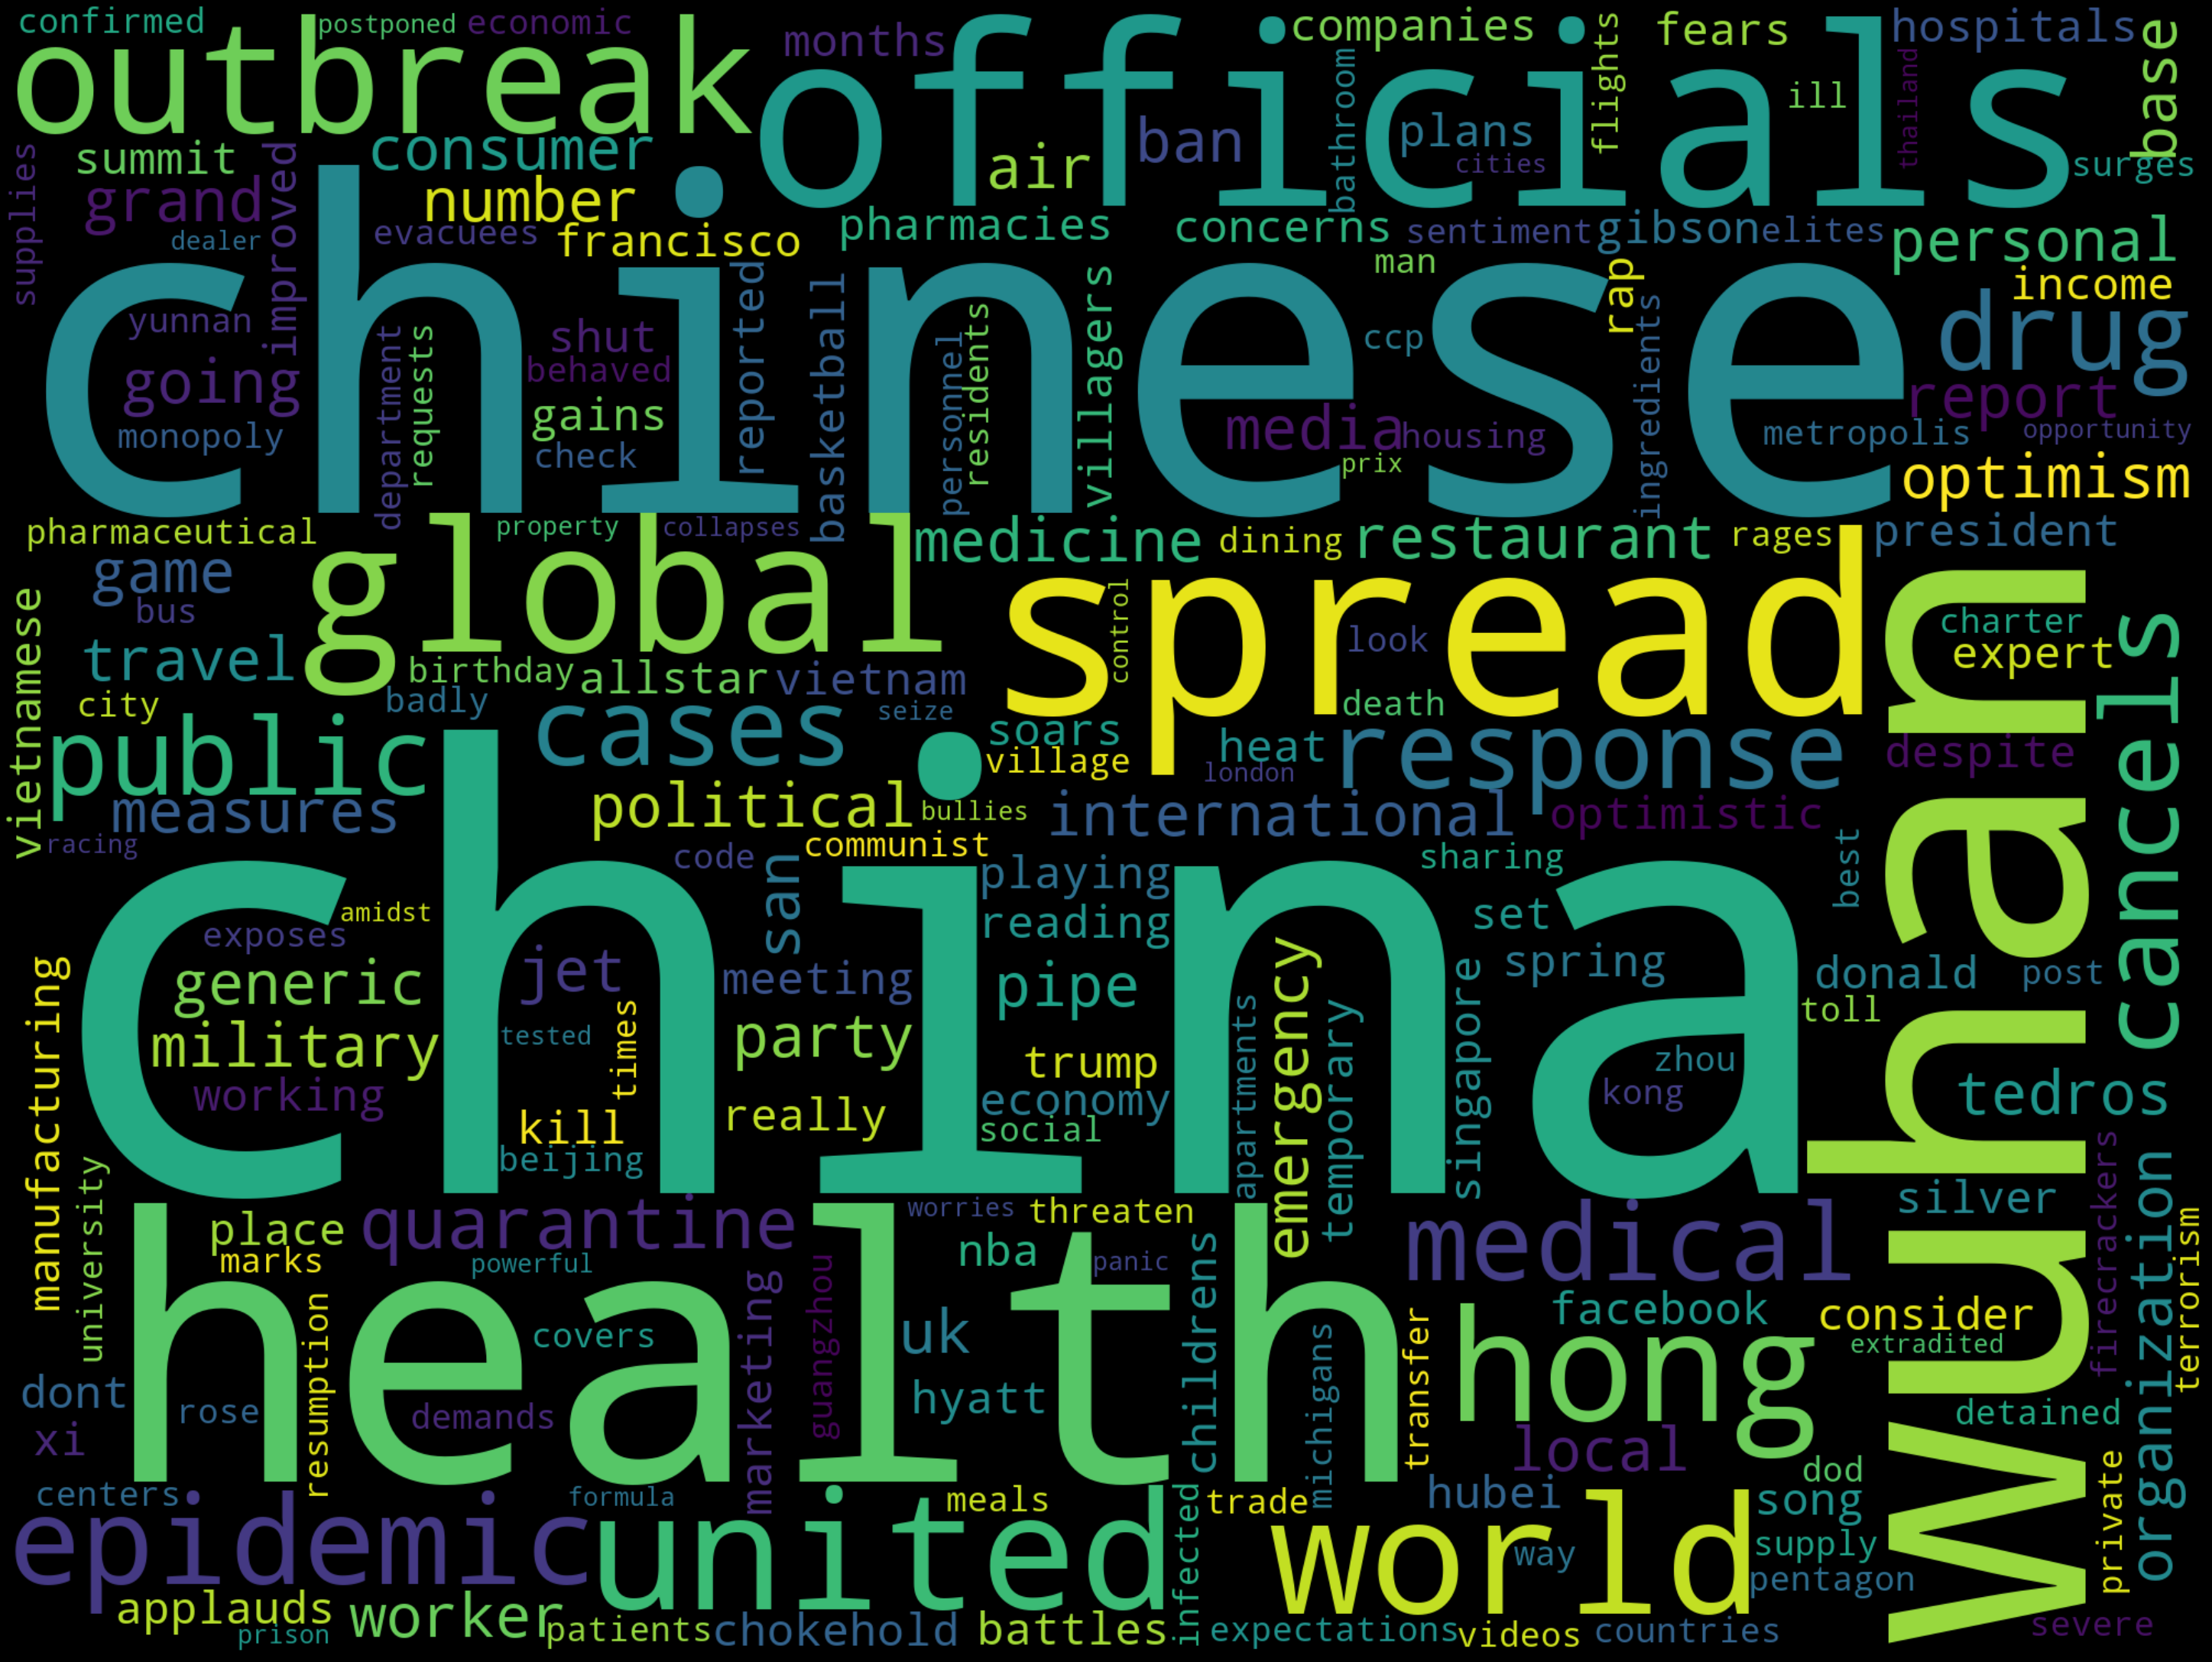 confirmed
postponed
economic
months
companies
fears
hospitals
outbreak
officials
base
flights
bathroom
ill
thailand
supplies
summit
consumer
air
ban
plans
cities
surges
grand
improved
number
dealer
evacuees
francisco
pharmacies
concerns
sentiment
gibson
elites
personal
chinese
man
rap
income
drug
yunnan
going
monopoly
department
requests
shut
behaved
gains
check
reported
basketball
personnel
residents
villagers
ccp
ingredients
media
housing
prix
report
metropolis
opportunity
optimism
pharmaceutical
property
collapses
global
medicine
dining
restaurant
rages
president
game
bus
vietnamese
travel
spread
control
look
charter
expert
cancels
wuhan
birthday
allstar
vietnam
city
badly
seize
death
public
cases
soars
village
heat
london
response
despite
measures
political
bullies
international
optimistic
racing
code
communist
san
playing
sharing
best
china
amidst
exposes
reading
set
manufacturing
generic
jet
meeting
pipe
emergency
spring
donald
post
military
tested
times
party
trump
apartments
temporary
singapore
zhou
toll
working
kill
really
economy
kong
tedros
beijing
social
organization
university
place
quarantine
worries
threaten
medical
silver
firecrackers
terrorism
marks
powerful
nba
panic
childrens
health
resumption
covers
marketing
guangzhou
uk
michigans
transfer
facebook
consider
hong
extradited
dont
rose
demands
hyatt
detained
xi
local
private
centers
formula
meals
infected
trade
hubei
dod
song
epidemic
united
world
way
supply
pentagon
applauds
prison
worker
patients
chokehold
battles
expectations
videos
countries
severe